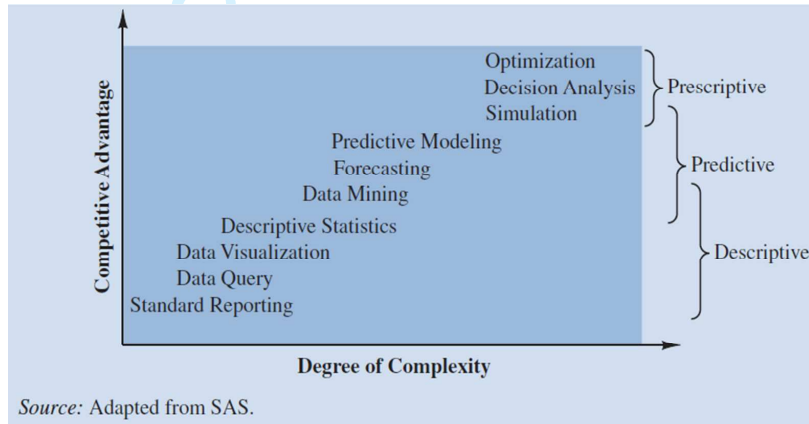 Competitive Advantage
Optimization
Decision Analysis
Simulation
Prescriptive
Predictive Modeling
Forecasting
Data Mining
Predictive
Descriptive Statistics
Data Visualization
Data Query
Standard Reporting
Descriptive
Degree of Complexity
Source: Adapted from SAS.